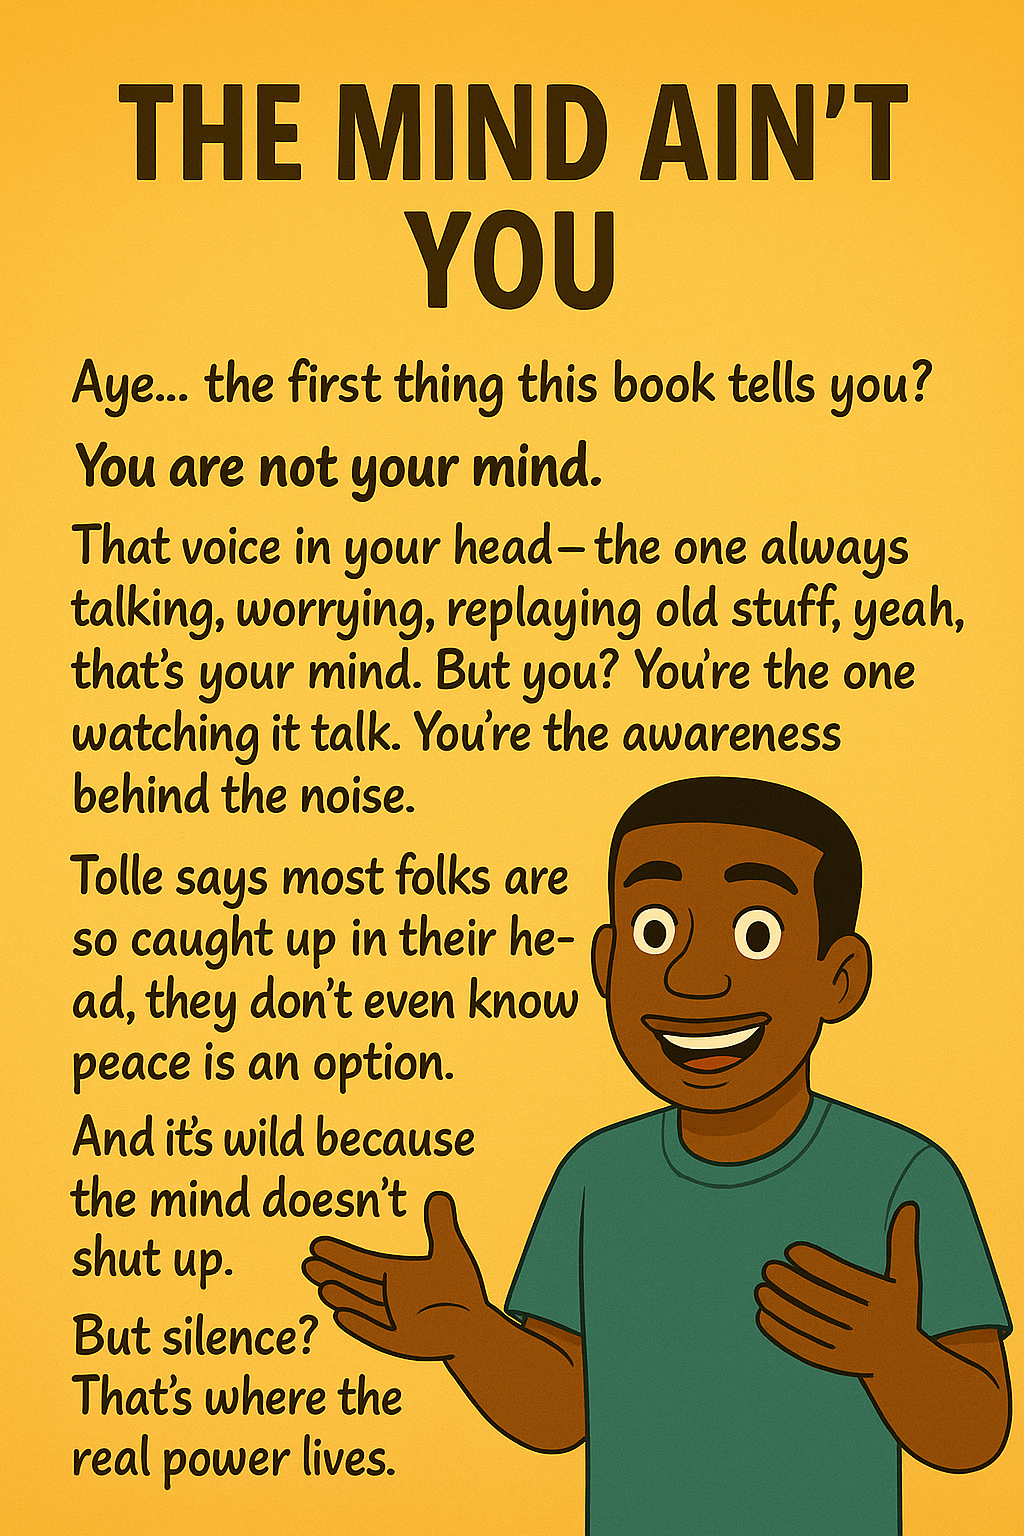 THE MIND AIN'T
YOU
Aye... the first thing this book tells you?
You are not your mind.
That voice in your head – the one always
talking, worrying, replaying old stuff, yeah,
that's your mind. But you? You're the one
watching it talk. You're the awareness
behind the noise.
Tolle says most folks are
so caught up in their he-
ad, they don't even know
peace is an option.
And it's wild because
the mind doesn't
shut up.
But silence?
That's where the
real power lives.